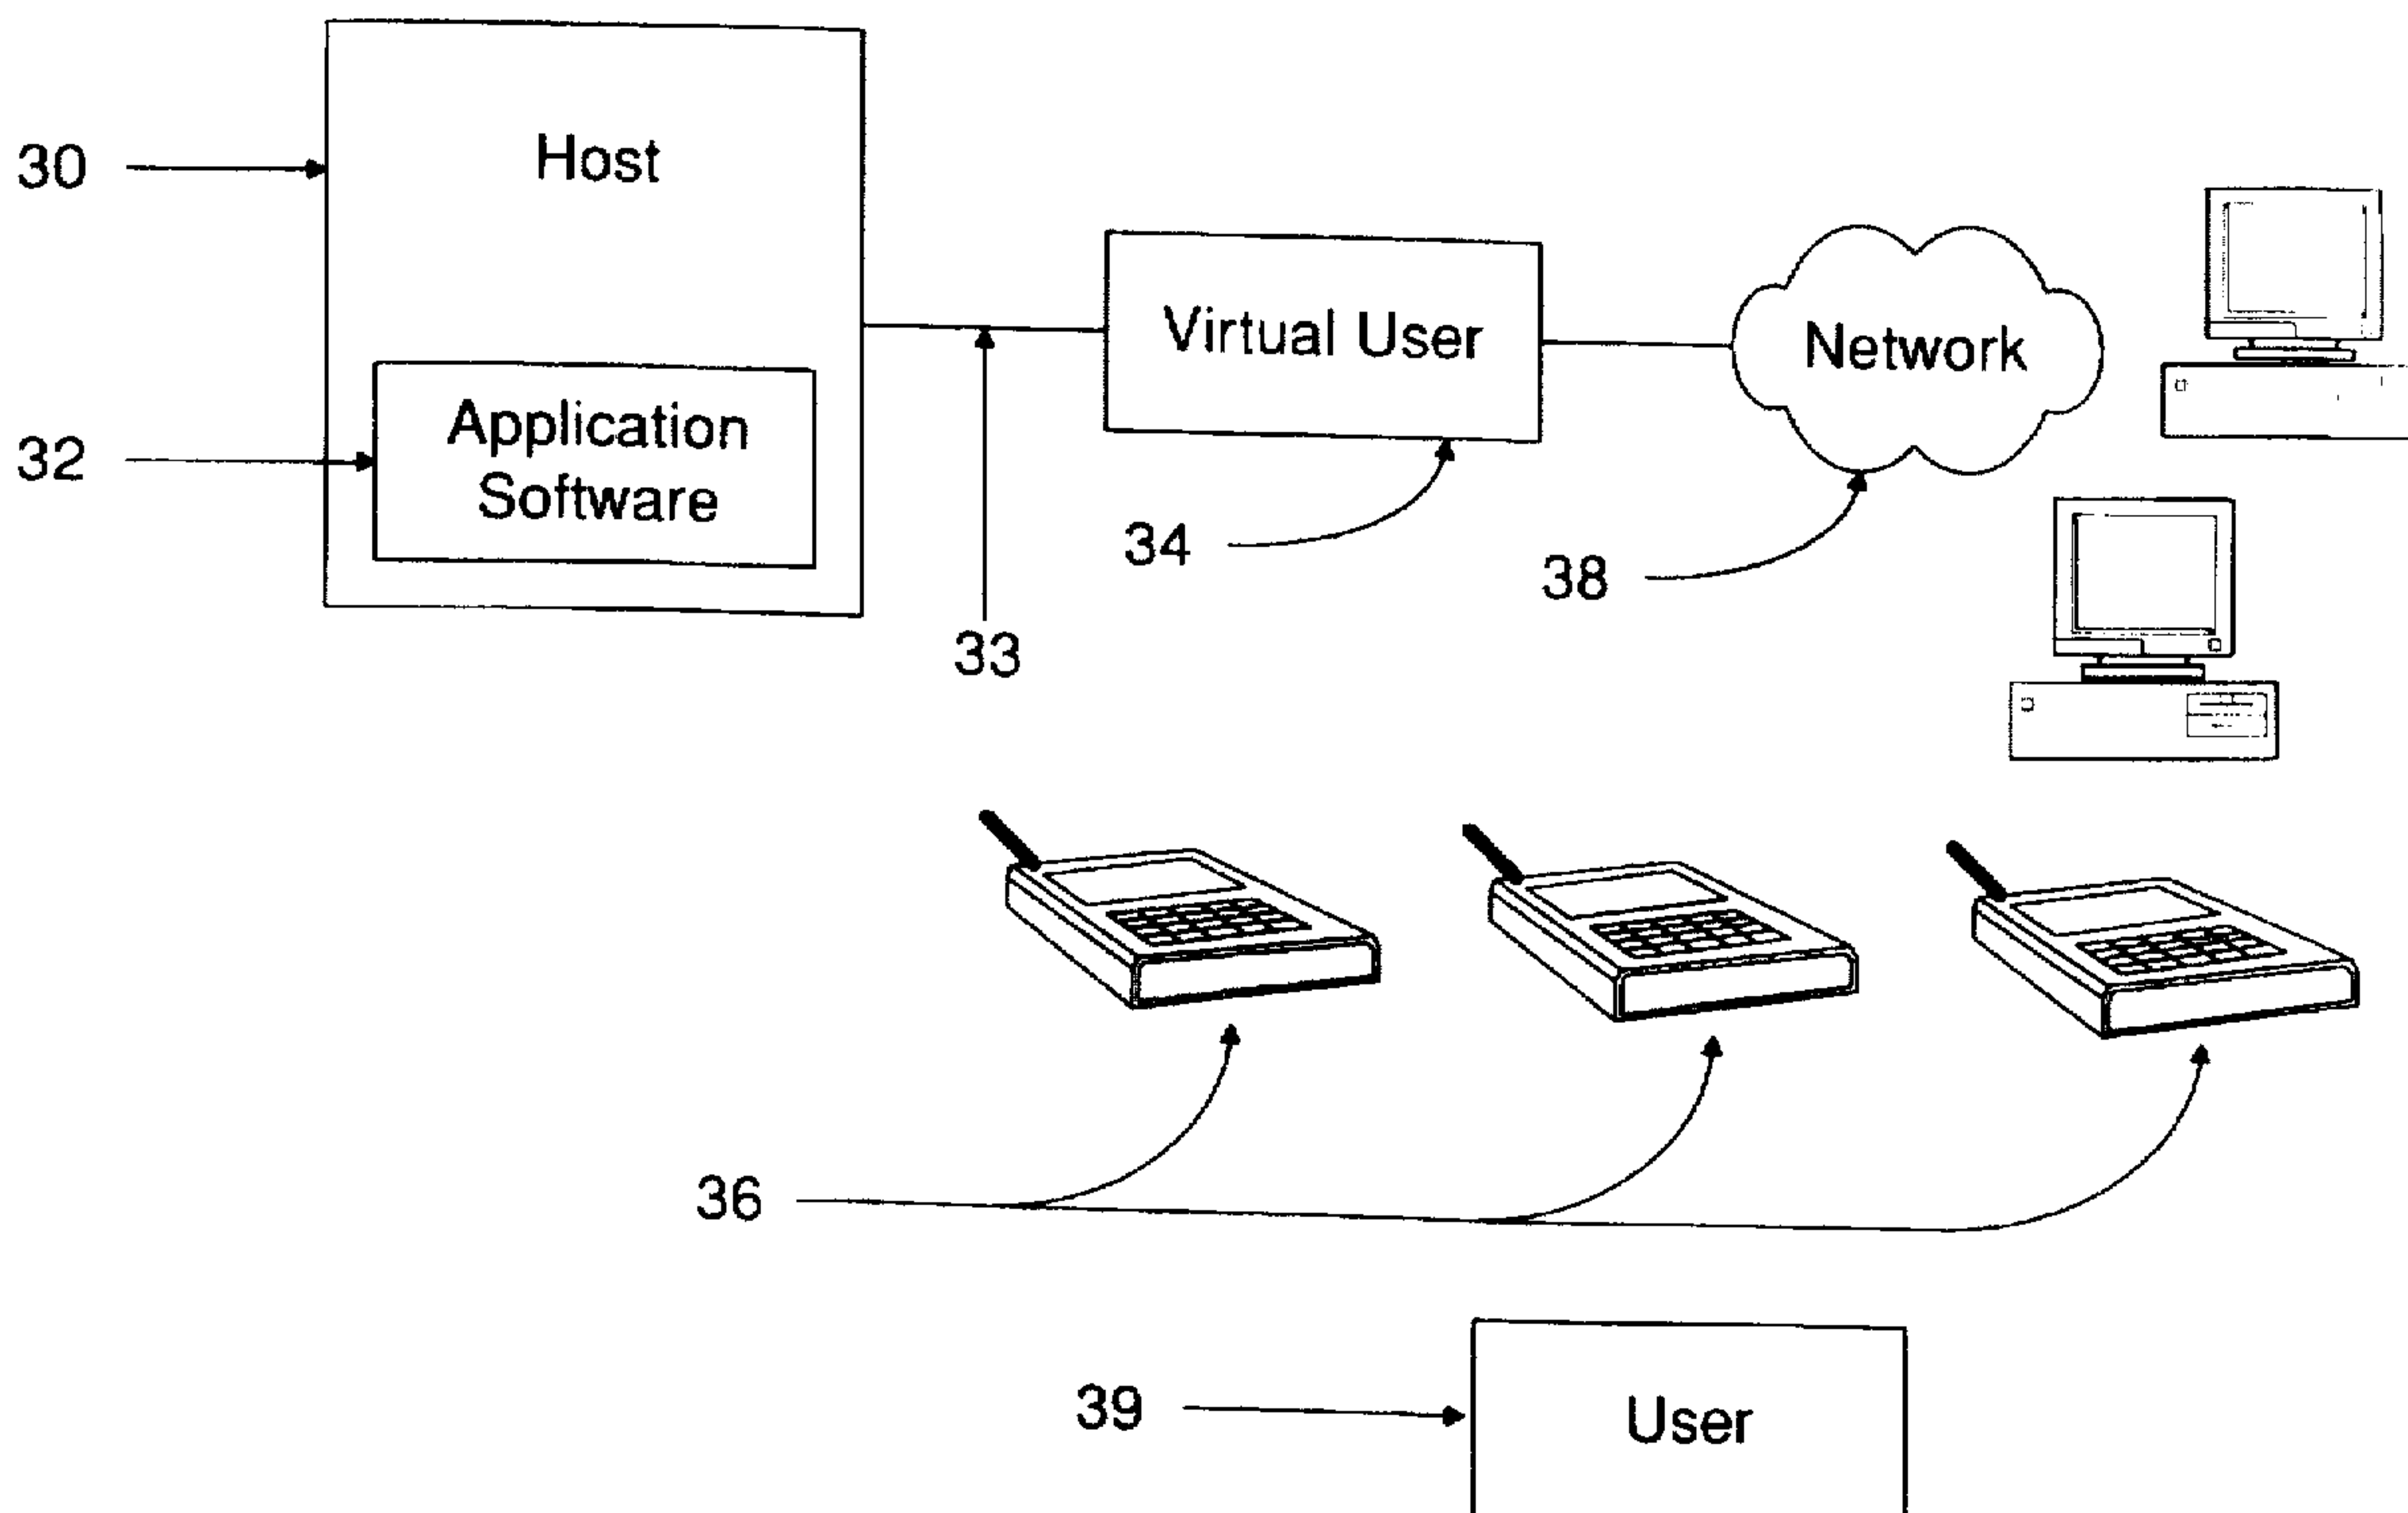 30
Host
32
Application
Software
33
Virtual User
34
Network
38
36
39
User